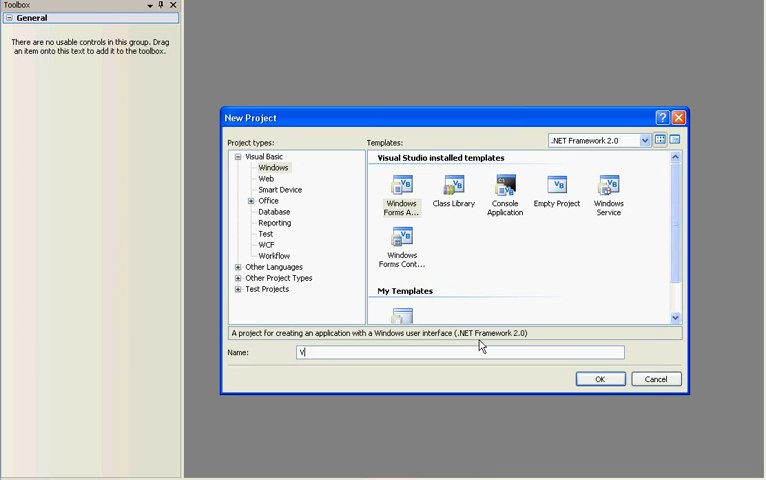 Toolbox
General
There are no usable controls in this group. Drag
an item onto this text to add it to the toolbox.
New Project
Project types:
Templates:
.NET Framework 2.0
Visual Basic
Windows
Web
Smart Device
Office
Database
Reporting
Test
WCF
Workflow
Other Languages
Other Project Types
Test Projects
Visual Studio installed templates
Windows
Forms A...
Class Library
Console
Application
Empty Project
Windows
Service
Windows
Forms Cont...
My Templates
A project for creating an application with a Windows user interface (.NET Framework 2.0)
Name:
V
OK
Cancel